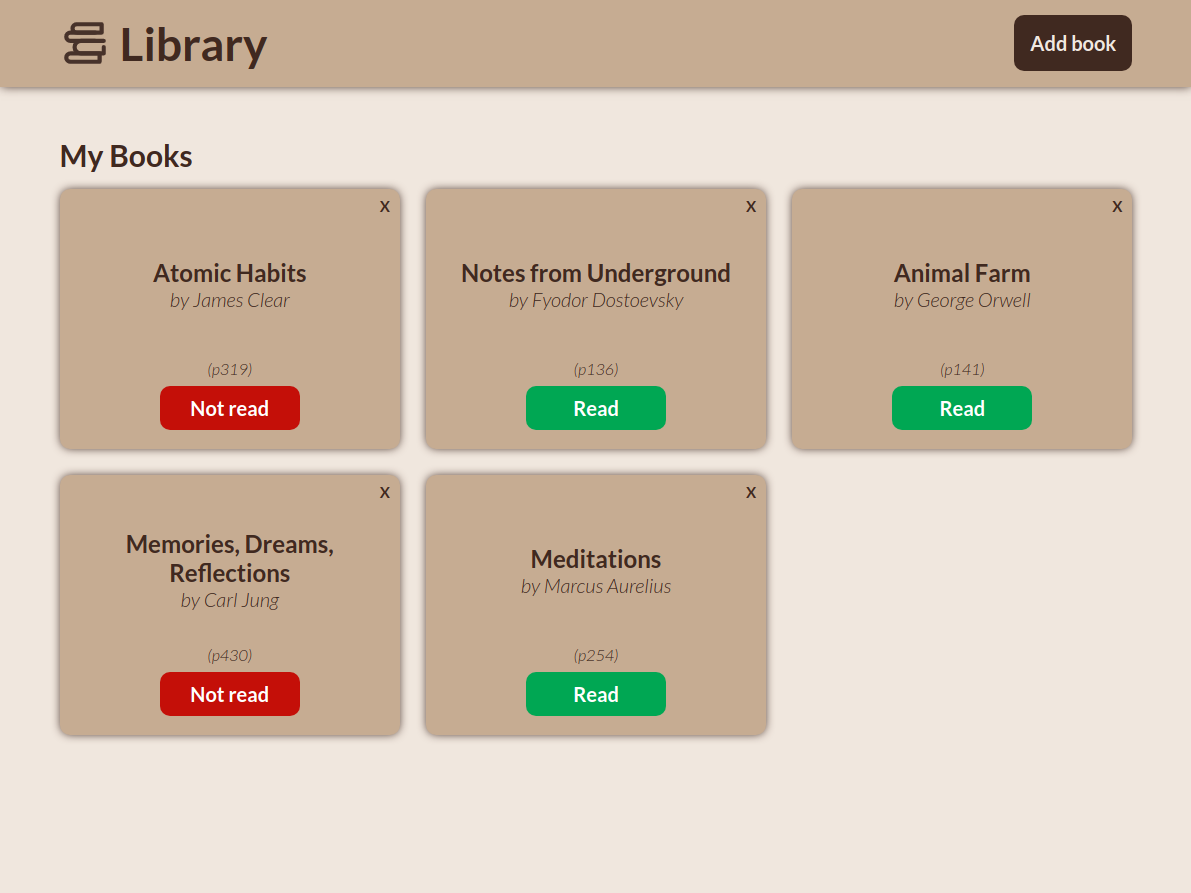 Library
Add book
My Books
x
Atomic Habits
by James Clear
(p319)
Not read
x
Notes from Underground
by Fyodor Dostoevsky
(p136)
Read
x
Animal Farm
by George Orwell
(p141)
Read
x
Memories, Dreams,
Reflections
by Carl Jung
(p430)
Not read
x
Meditations
by Marcus Aurelius
(p254)
Read